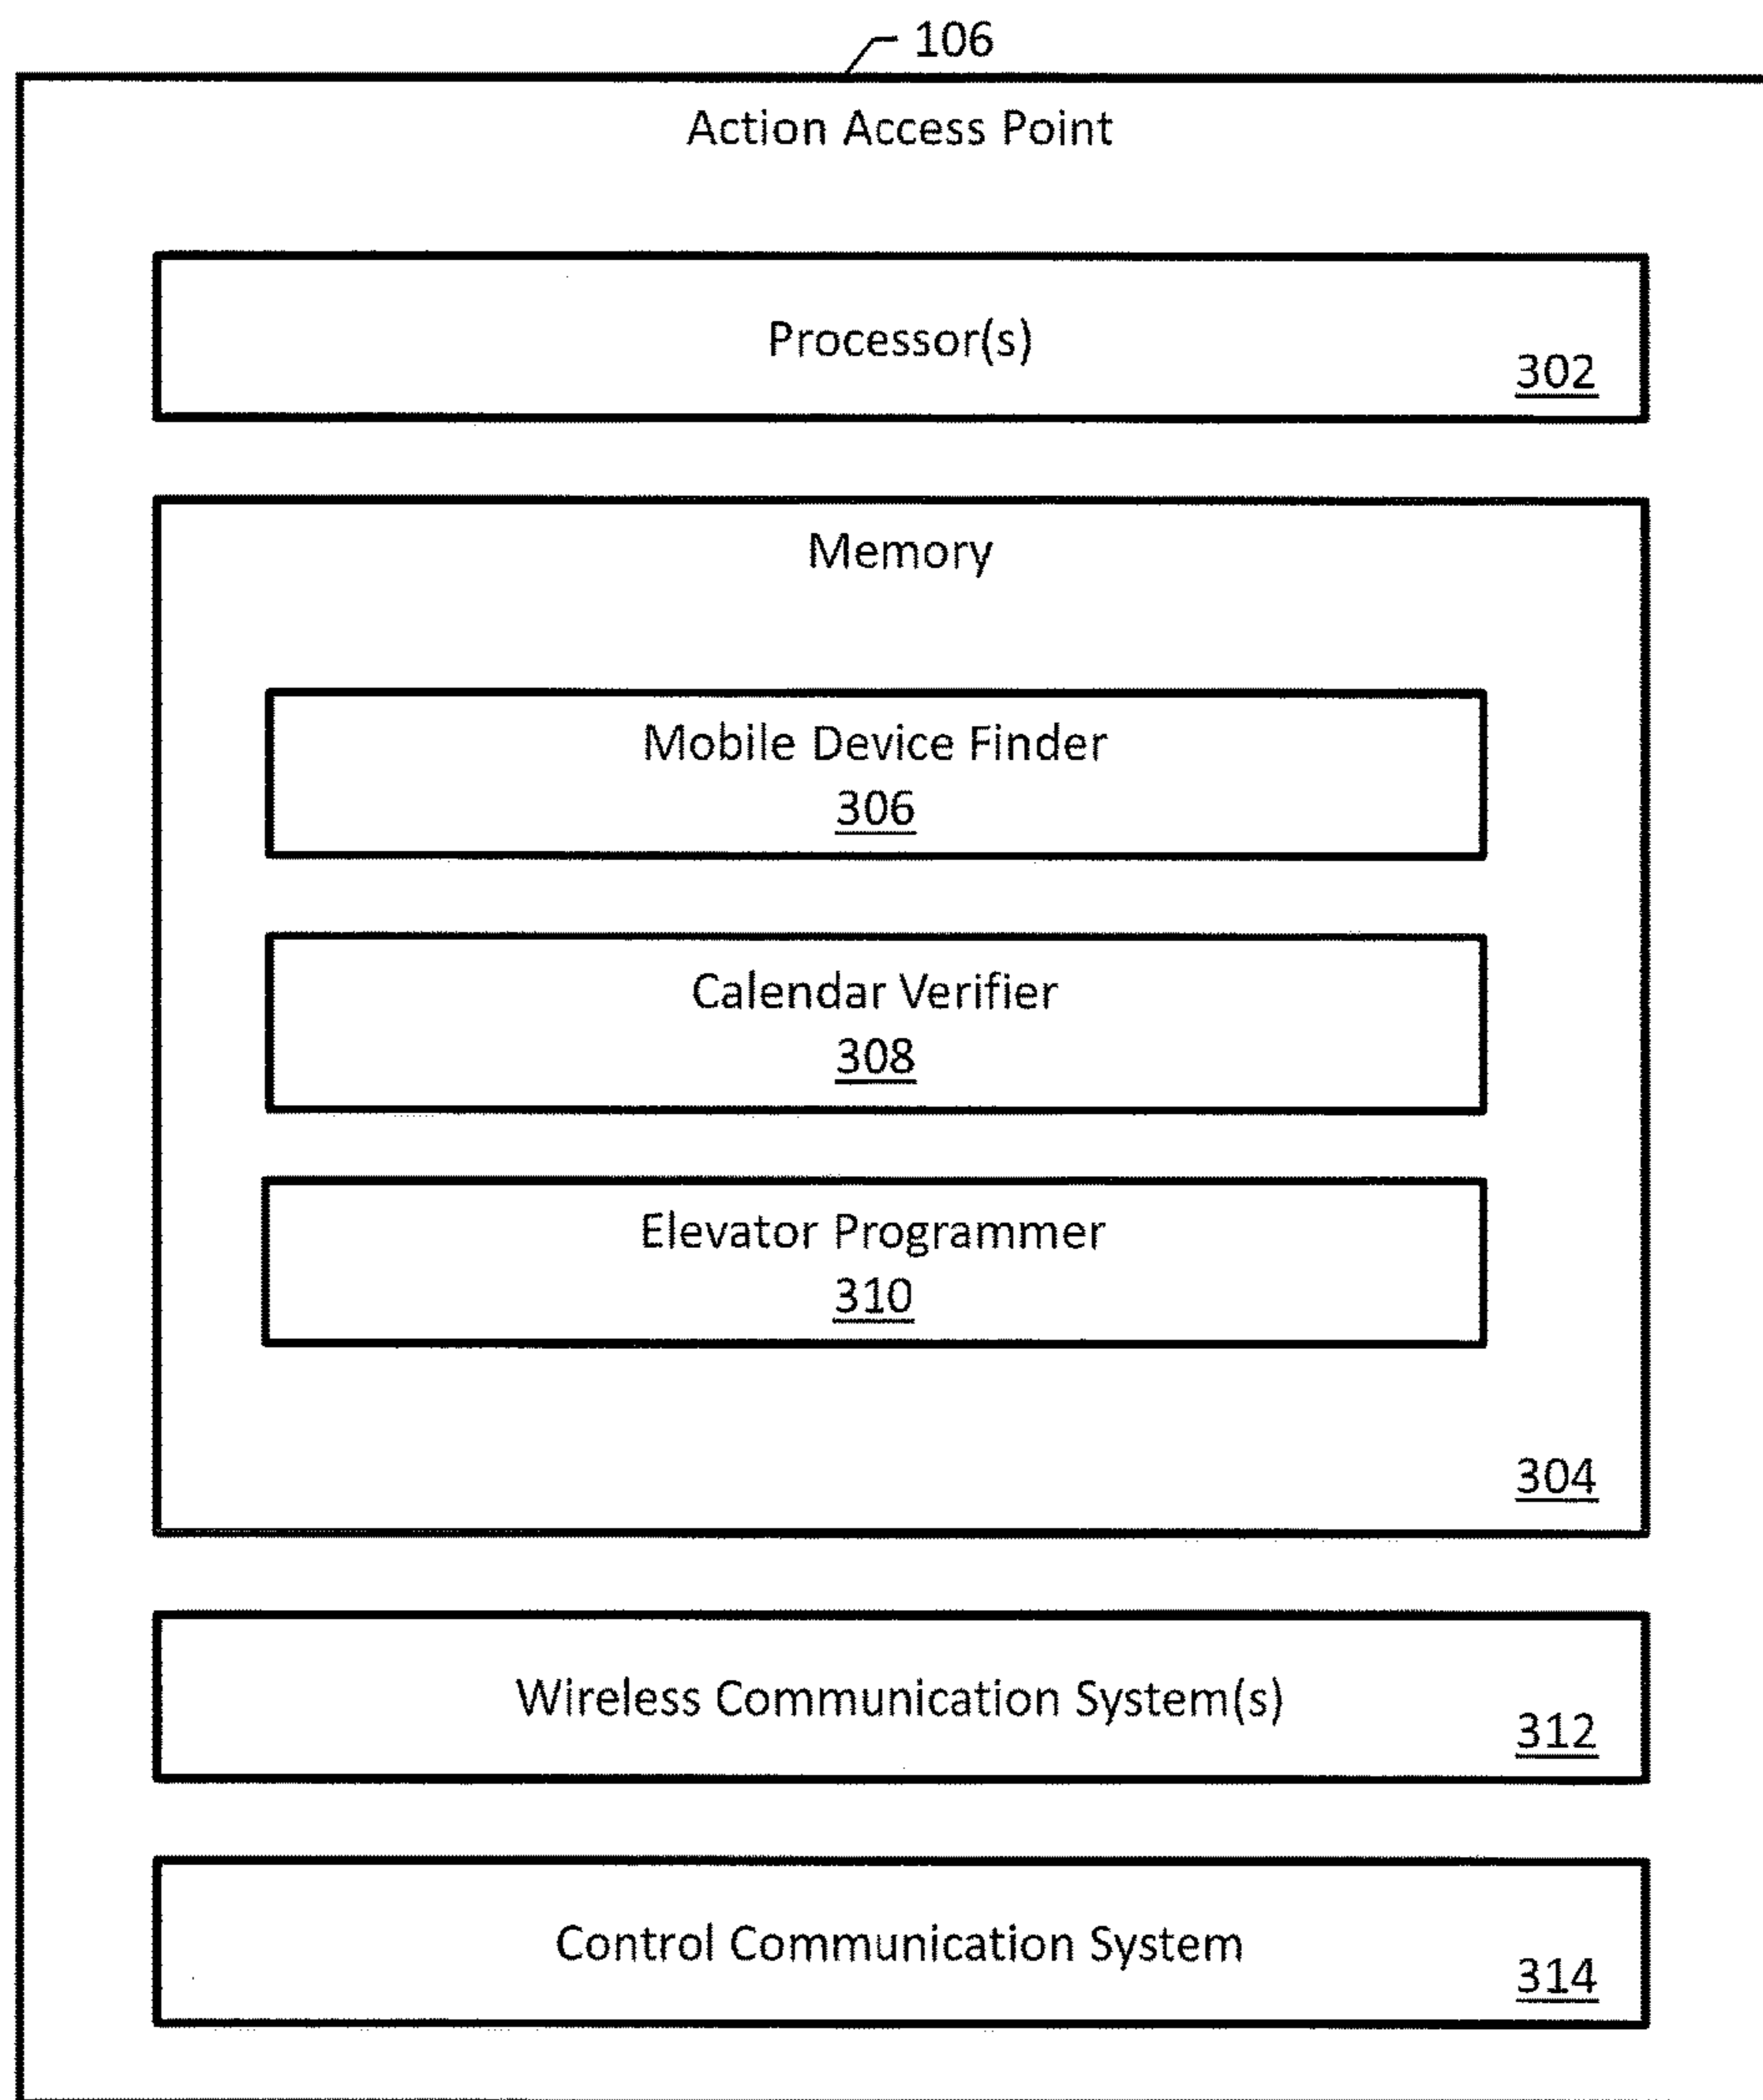 106
Action Access Point
Processor(s)
302
Memory
Mobile Device Finder
306
Calendar Verifier
308
Elevator Programmer
310
304
Wireless Communication System(s)
312
Control Communication System
314